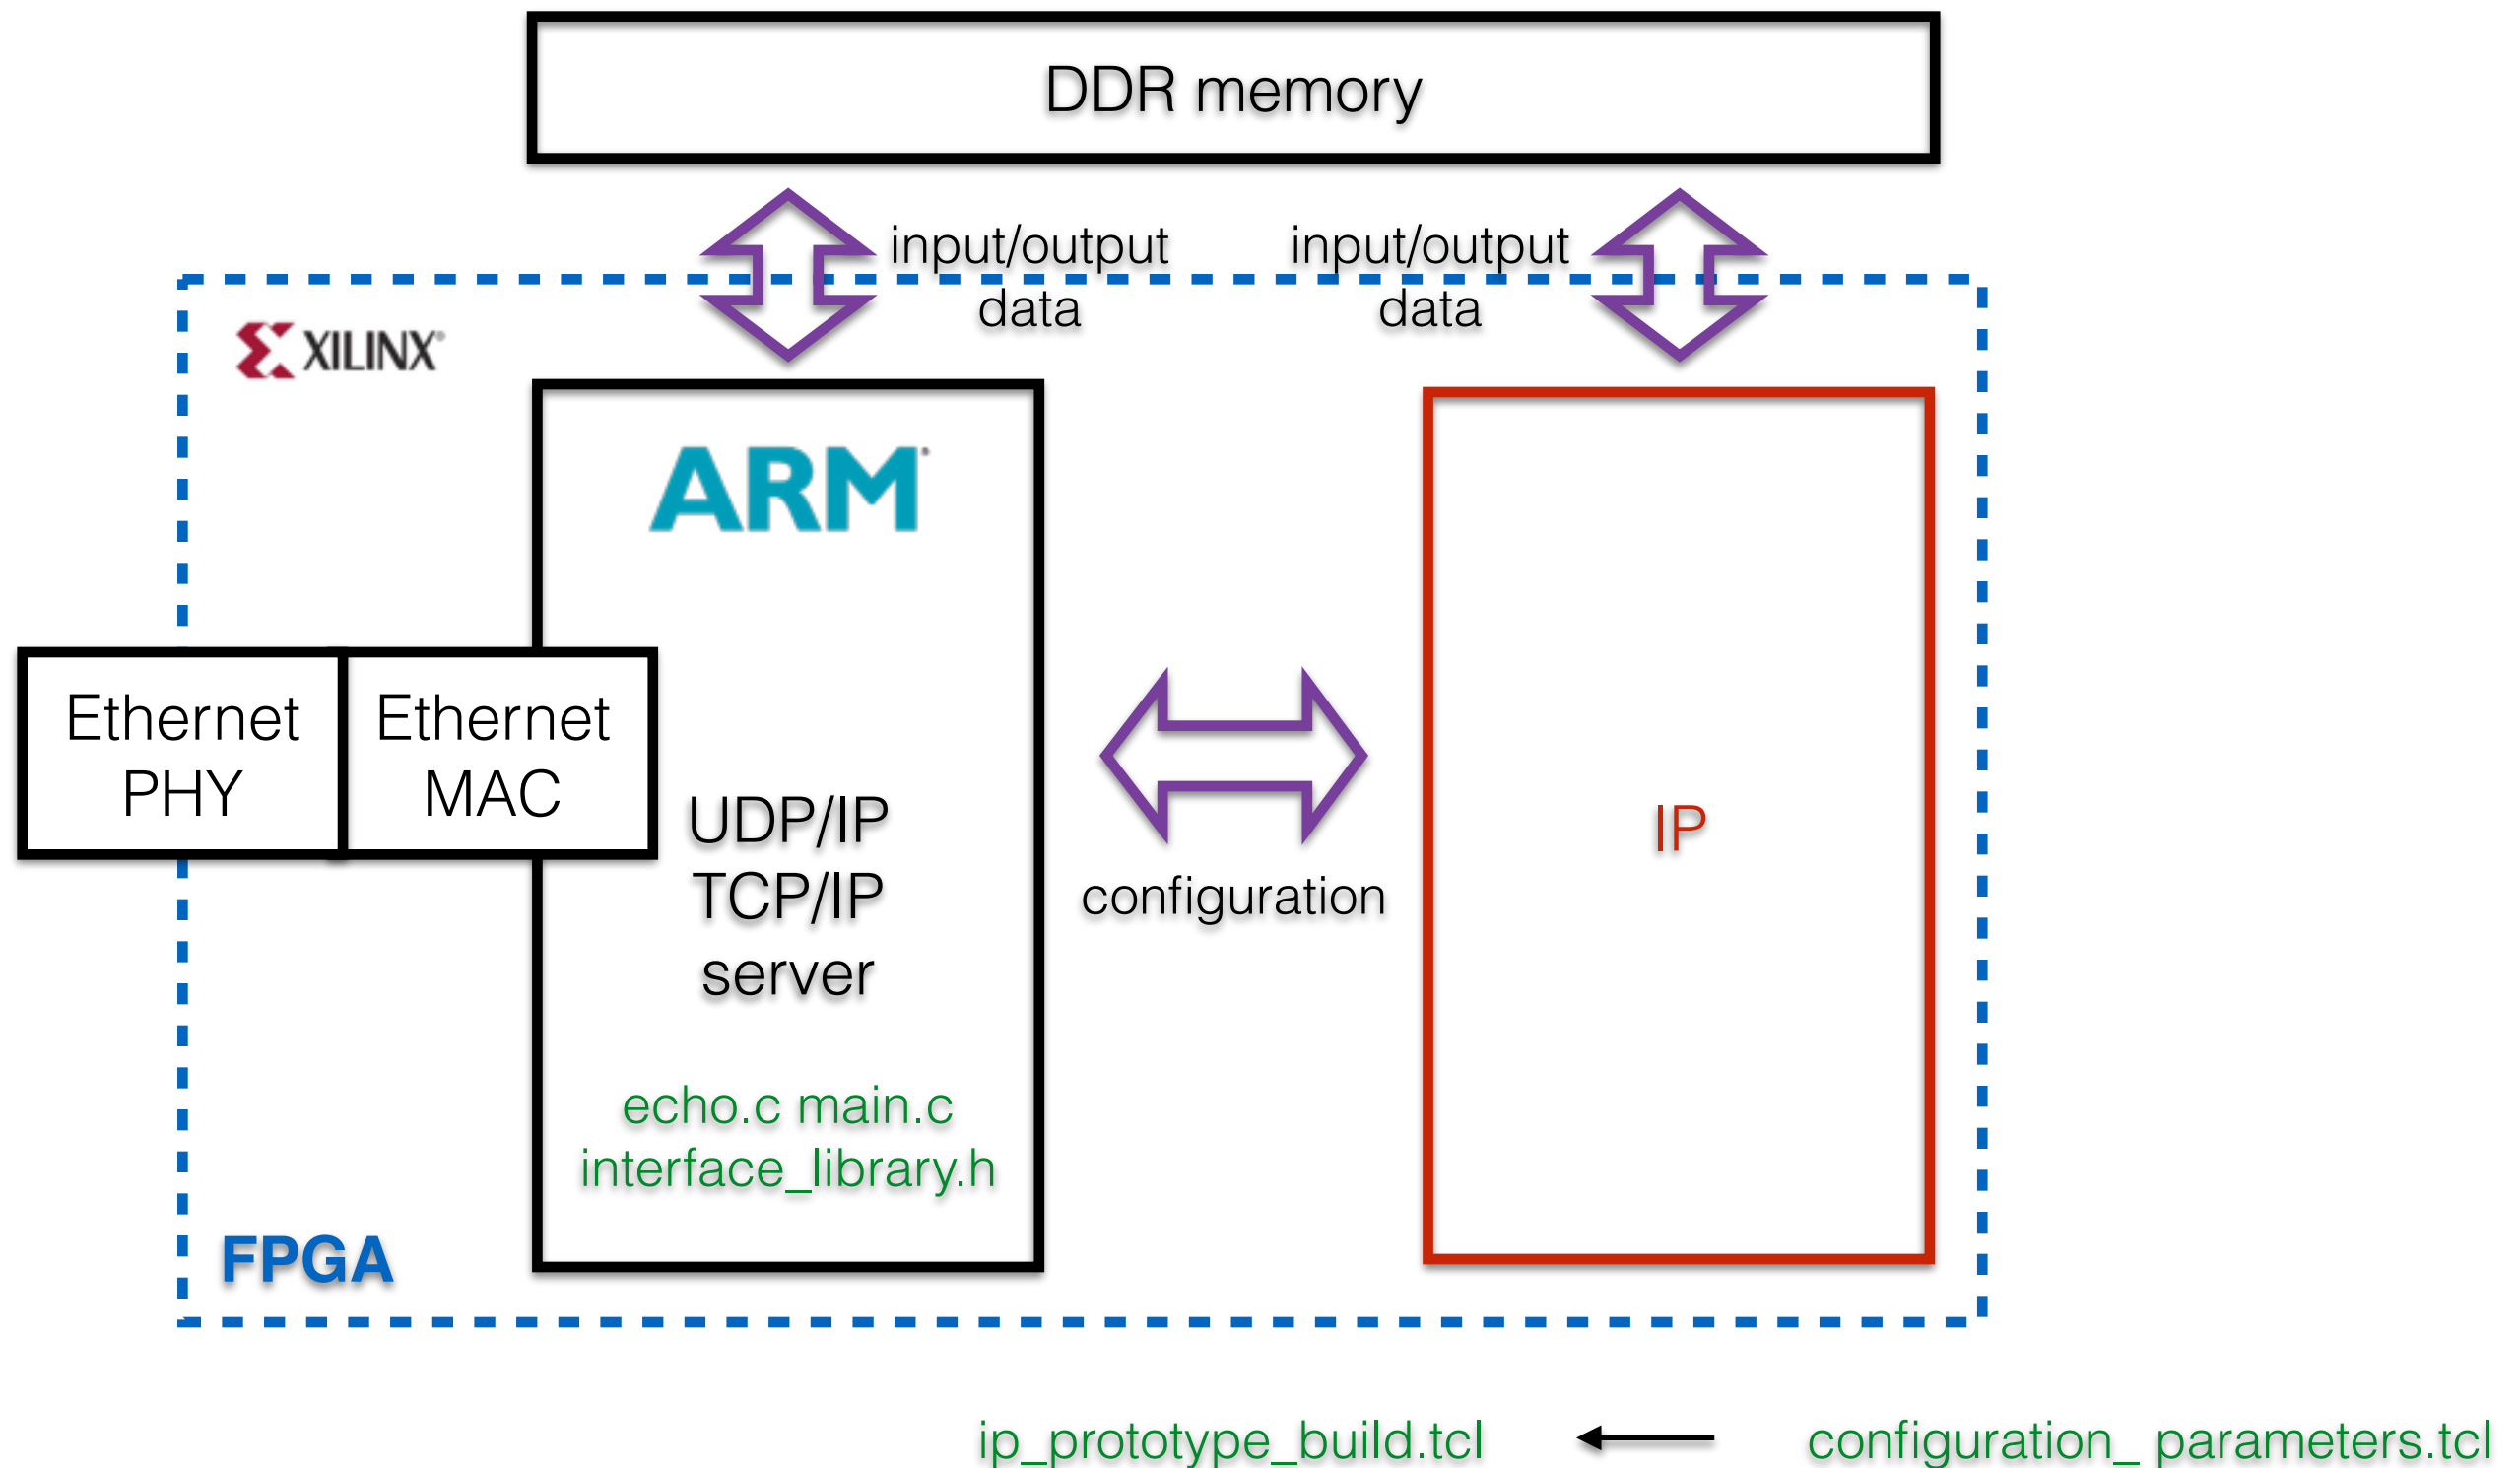 DDR memory
input/output
data
input/output
data
XILINX®
ARM
Ethernet
PHY
Ethernet
MAC
UDP/IP
TCP/IP
server
configuration
IP
echo.c main.c
interface_library.h
FPGA
ip_prototype_build.tcl
configuration_ parameters.tcl